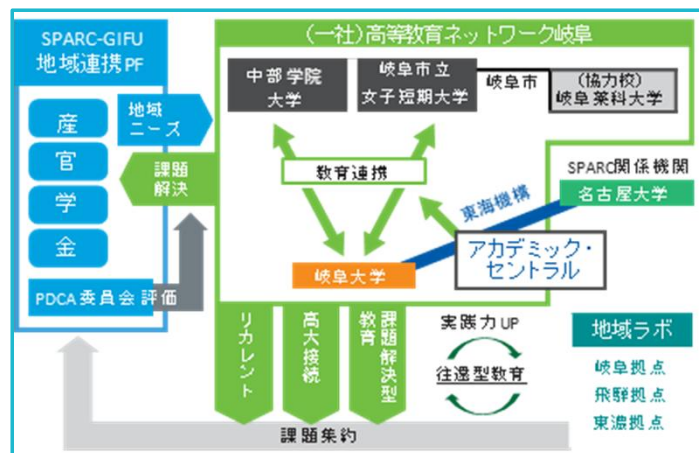 SPARC-GIFU
地域連携PF
産
官
学
金
PDCA委員会評価
地域
ニーズ
課題
解決
(一社)高等教育ネットワーク岐阜
中部学院
大学
岐阜市立
女子短期大学
岐阜市
(協力校)
岐阜薬科大学
教育連携
SPARC関係機関
名古屋大学
東海機構
アカデミック・
セントラル
岐阜大学
リカレント
高大接続
課題解決型
教育
実践力UP
往還型教育
地域ラボ
岐阜拠点
飛騨拠点
東濃拠点
課題集約